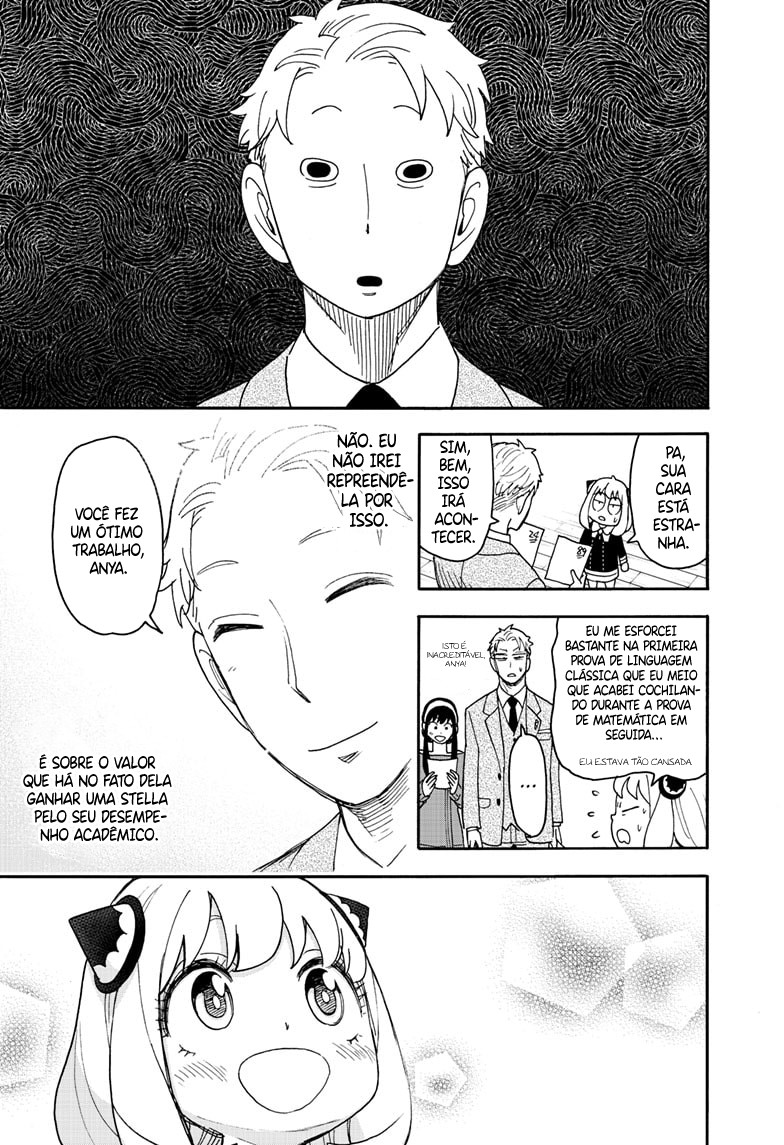 PA,
SUA
CARA
ESTÁ
ESTRA-
NHA.
SIM,
BEM,
ISSO
IRÁ
ACON-
TECER.
24
89
EU ME ESFORCEI
BASTANTE NA PRIMEIRA
PROVA DE LINGUAGEM
CLÁSSICA QUE EU MEIO
QUE ACABEI COCHILAN-
DO DURANTE A PROVA
DE MATEMÁTICA EM
SEGUIDA...
EU ESTAVA TÃO CANSADA
...
ISTO É
INACREDITÁVEL,
ANYA!
NÃO. EU
NÃO IREI
REPREENDÊ-
LA POR
ISSO.
VOCÊ FEZ
UM ÓTIMO
TRABALHO,
ANYA.
É SOBRE O VALOR
QUE HÁ NO FATO DELA
GANHAR UMA STELLA
PELO SEU DESEMPE-
NHO ACADÊMICO.